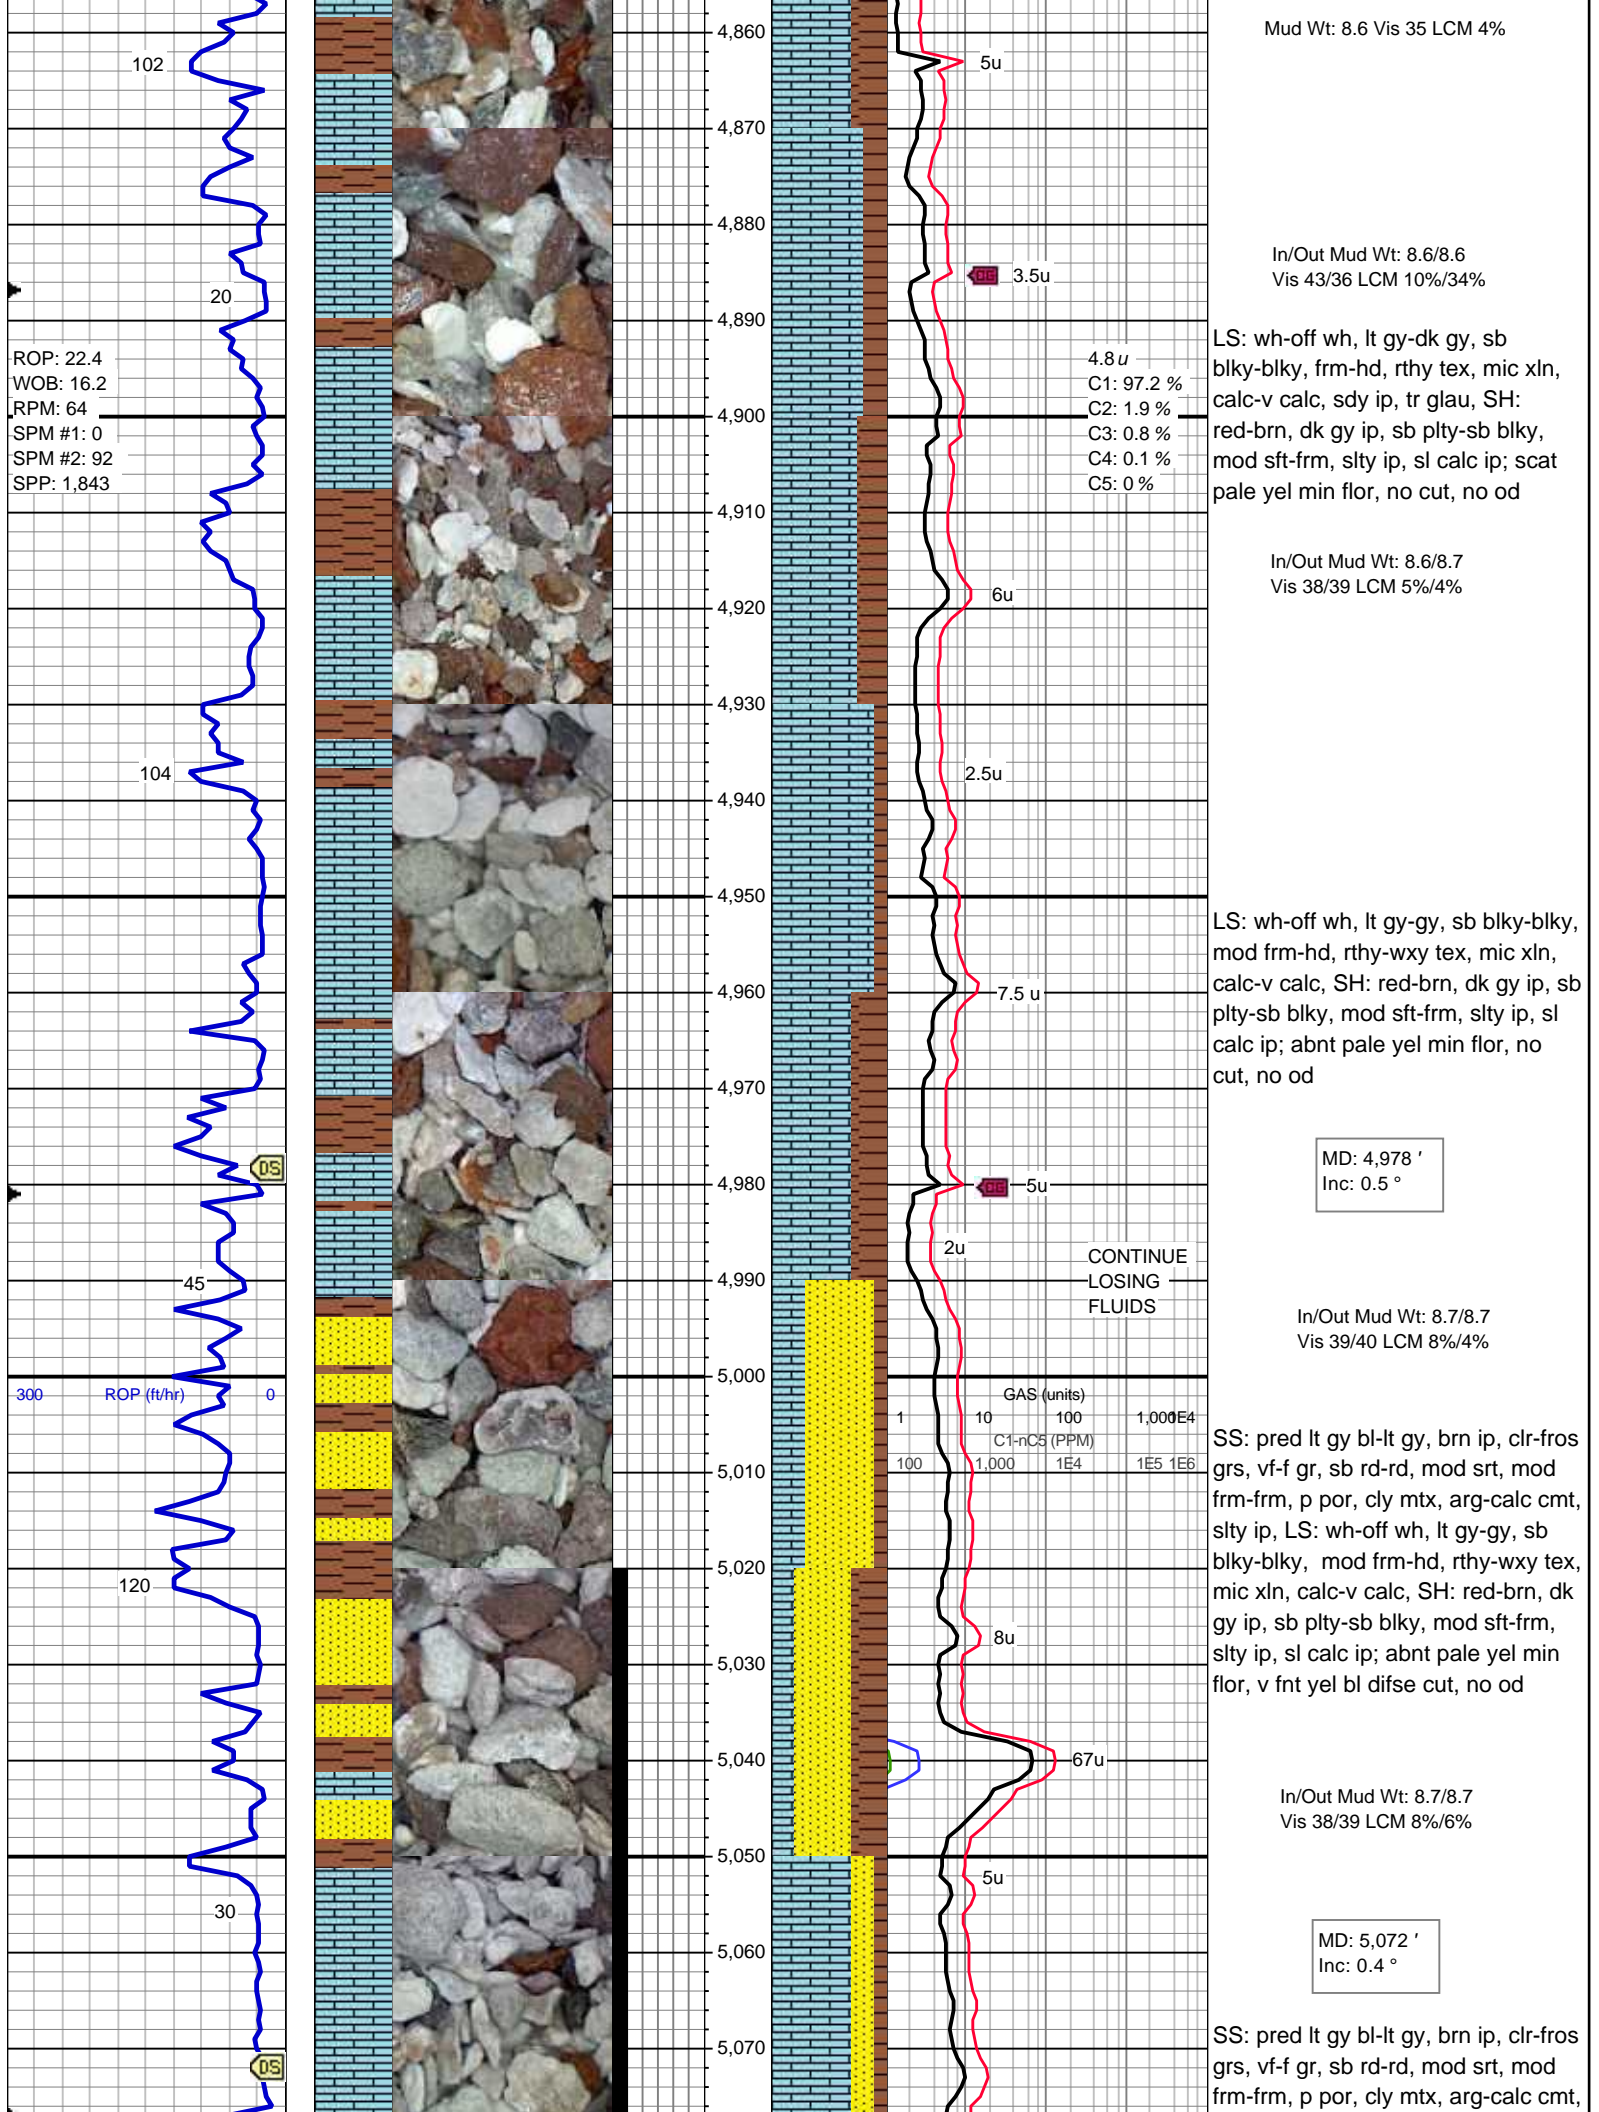 102
20
ROP: 22.4
WOB: 16.2
RPM: 64
SPM #1: 0
SPM #2: 92
SPP: 1,843
104
DS
45
300 ROP (ft/hr) 0
120
30
DS
4,860
4,870
4,880
4,890
4,900
4,910
4,920
4,930
4,940
4,950
4,960
4,970
4,980
4,990
5,000
5,010
5,020
5,030
5,040
5,050
5,060
5,070
5u
CG 3.5u
4.8 u
C1: 97.2 %
C2: 1.9 %
C3: 0.8 %
C4: 0.1 %
C5: 0 %
6u
2.5u
7.5 u
CG 5u
2u
CONTINUE
LOSING
FLUIDS
GAS (units)
1 10 100 1,000 1E4
C1-nC5 (PPM)
100 1,000 1E4 1E5 1E6
8u
67u
5u
Mud Wt: 8.6 Vis 35 LCM 4%
In/Out Mud Wt: 8.6/8.6
Vis 43/36 LCM 10%/34%
LS: wh-off wh, lt gy-dk gy, sb
blky-blky, frm-hd, rthy tex, mic xln,
calc-v calc, sdy ip, tr glau, SH:
red-brn, dk gy ip, sb plty-sb blky,
mod sft-frm, slty ip, sl calc ip; scat
pale yel min flor, no cut, no od
In/Out Mud Wt: 8.6/8.7
Vis 38/39 LCM 5%/4%
LS: wh-off wh, lt gy-gy, sb blky-blky,
mod frm-hd, rthy-wxy tex, mic xln,
calc-v calc, SH: red-brn, dk gy ip, sb
plty-sb blky, mod sft-frm, slty ip, sl
calc ip; abnt pale yel min flor, no
cut, no od
MD: 4,978 '
Inc: 0.5 °
In/Out Mud Wt: 8.7/8.7
Vis 39/40 LCM 8%/4%
SS: pred lt gy bl-lt gy, brn ip, clr-fros
grs, vf-f gr, sb rd-rd, mod srt, mod
frm-frm, p por, cly mtx, arg-calc cmt,
slty ip, LS: wh-off wh, lt gy-gy, sb
blky-blky, mod frm-hd, rthy-wxy tex,
mic xln, calc-v calc, SH: red-brn, dk
gy ip, sb plty-sb blky, mod sft-frm,
slty ip, sl calc ip; abnt pale yel min
flor, v fnt yel bl difse cut, no od
In/Out Mud Wt: 8.7/8.7
Vis 38/39 LCM 8%/6%
MD: 5,072 '
Inc: 0.4 °
SS: pred lt gy bl-lt gy, brn ip, clr-fros
grs, vf-f gr, sb rd-rd, mod srt, mod
frm-frm, p por, cly mtx, arg-calc cmt,